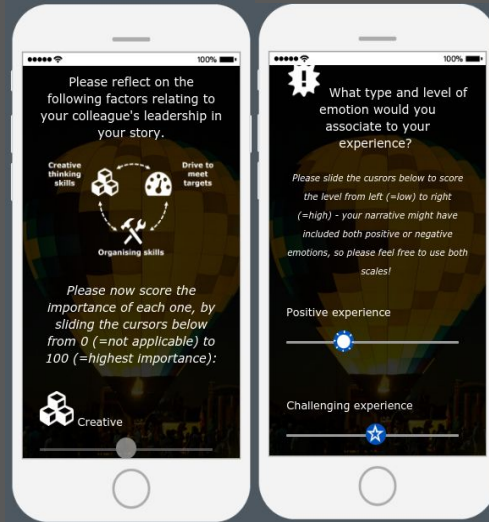 100%
Please reflect on the
following factors relating to
your colleague's leadership in
your story.
Creative
thinking
skills
Drive to
meet
targets
Organising skills
Please now score the
importance of each one, by
sliding the cursors below
from 0 (=not applicable) to
100 (=highest importance):
Creative
100%
What type and level of
emotion would you
associate to your
experience?
Please slide the cursors below to score
the level from left (=low) to right
(=high) - your narrative might have
included both positive or negative
emotions, so please feel free to use both
scales!
Positive experience
Challenging experience